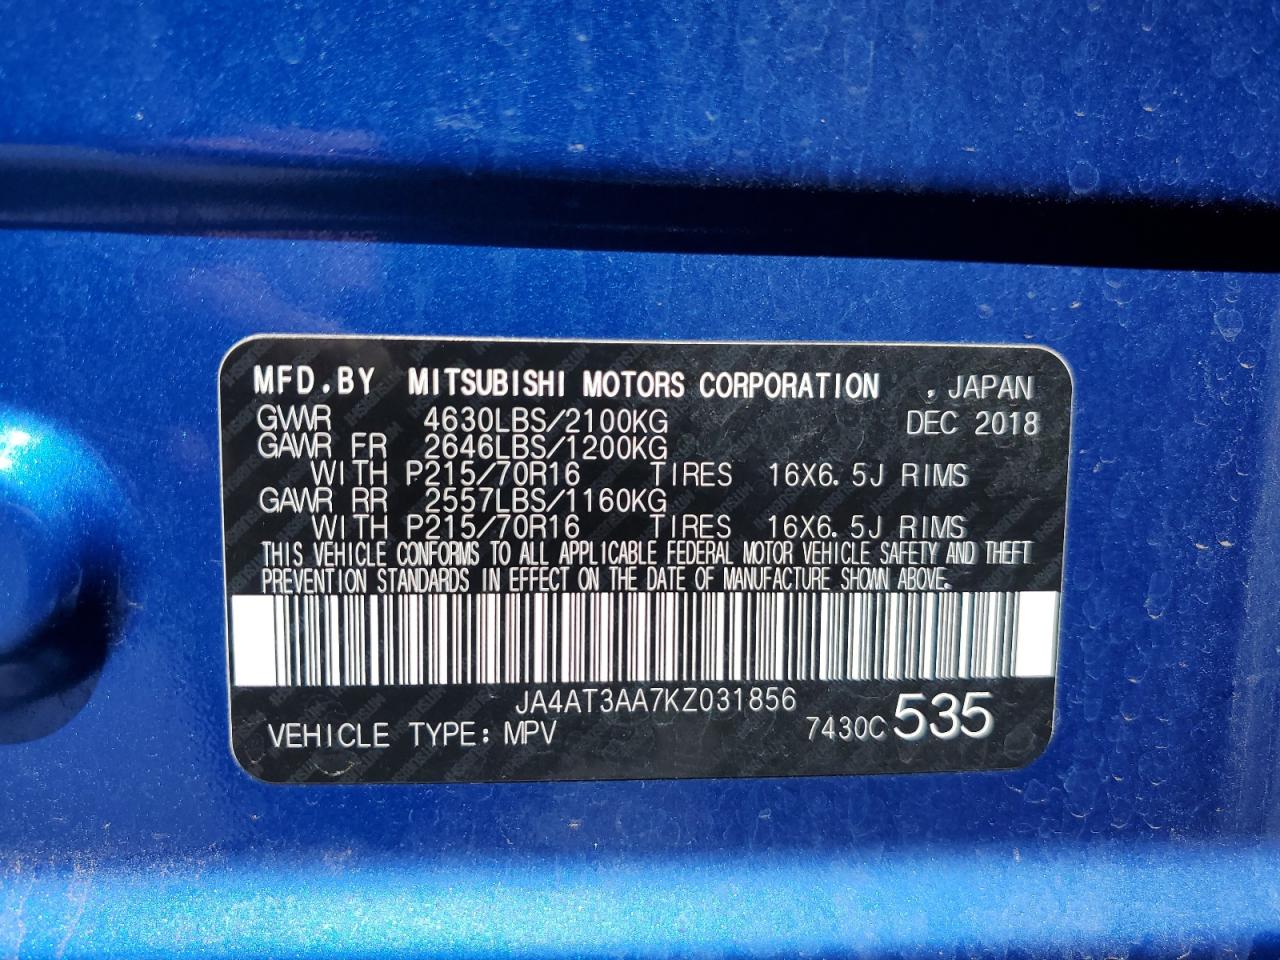 MFD.BY MITSUBISHI MOTORS CORPORATION , JAPAN
GVWR 4630LBS/2100KG DEC 2018
GAWR FR 2646LBS/1200KG
WITH P215/70R16 TIRES 16X6.5J RIMS
GAWR RR 2557LBS/1160KG
WITH P215/70R16 TIRES 16X6.5J RIMS
THIS VEHICLE CONFORMS TO ALL APPLICABLE FEDERAL MOTOR VEHICLE SAFETY AND THEFT
PREVENTION STANDARDS IN EFFECT ON THE DATE OF MANUFACTURE SHOWN ABOVE.
JA4AT3AA7KZ031856
VEHICLE TYPE: MPV 7430C 535